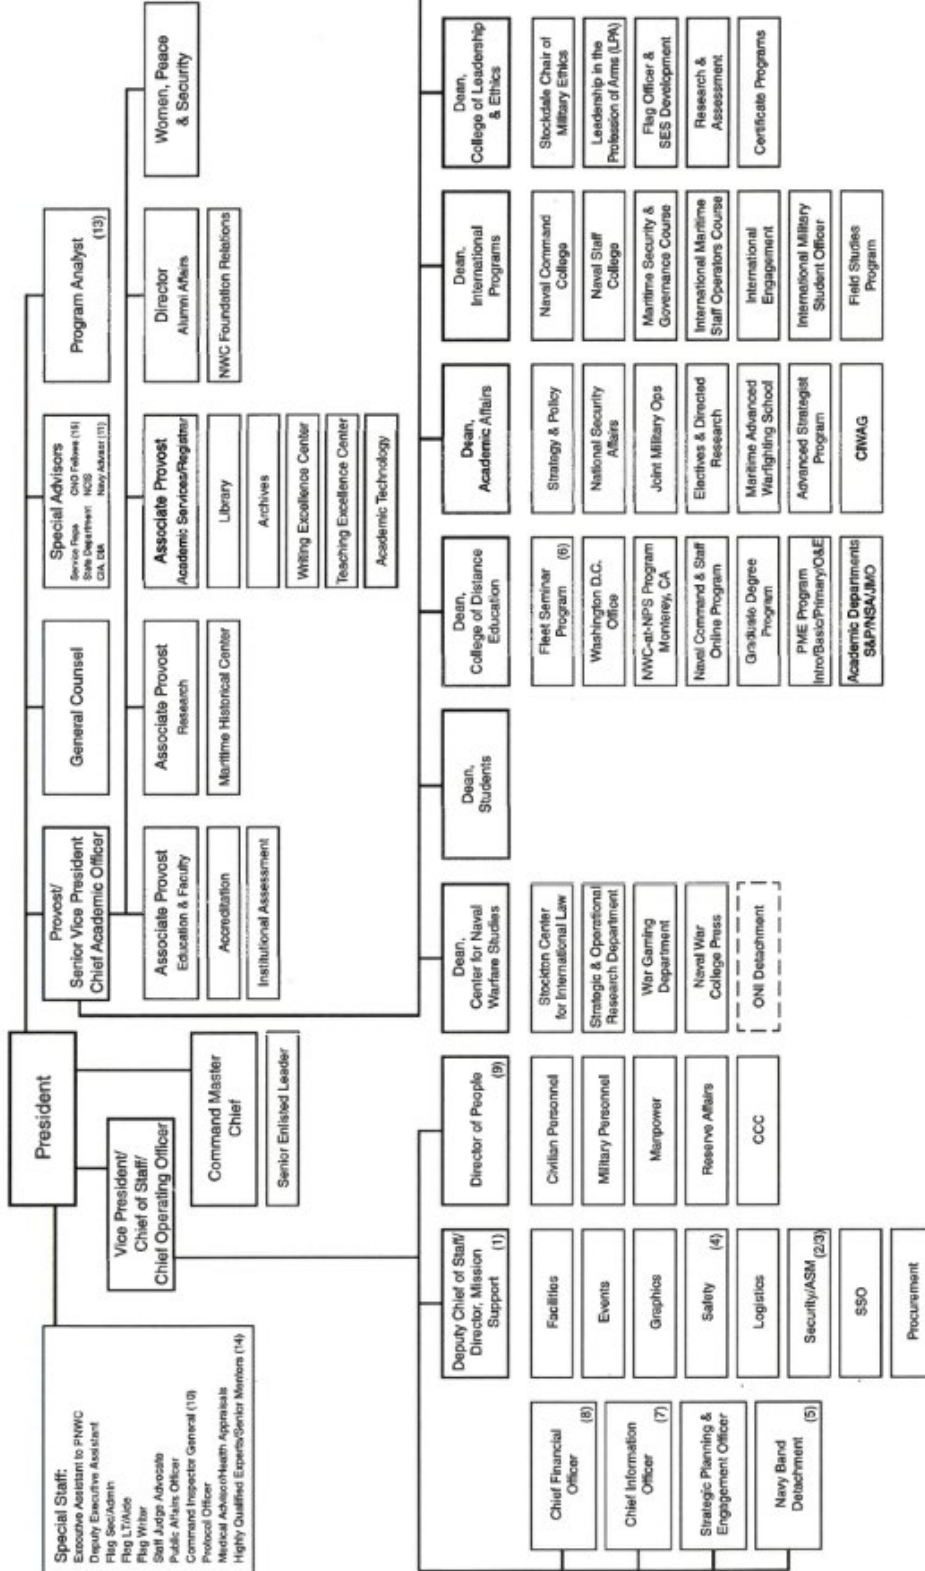 Special Staff:
Executive Assistant to PNWC
Deputy Executive Assistant
Flag Sec/Admin
Flag LT/Aide
Flag Writer
Staff Judge Advocate
Public Affairs Officer
Command Inspector General (10)
Protocol Officer
Medical Advisor/Health Appraisals
Highly Qualified Experts/Senior Mentors (14)
President
Vice President/
Chief of Staff/
Chief Operating Officer
Command Master
Chief
Senior Enlisted Leader
Provost/
Senior Vice President
Chief Academic Officer
General Counsel
Special Advisors
Service Reps
State Department
CIA, DIA
CNO Fellows (15)
NCIS
Navy Advisor (11)
Program Analyst
(13)
Associate Provost
Education & Faculty
Accreditation
Institutional Assessment
Associate Provost
Research
Maritime Historical Center
Associate Provost
Academic Services/Registrar
Library
Archives
Writing Excellence Center
Teaching Excellence Center
Academic Technology
Director
Alumni Affairs
NWC Foundation Relations
Women, Peace
& Security
Chief Financial
Officer
(8)
Chief Information
Officer
(7)
Strategic Planning &
Engagement Officer
Navy Band
Detachment
(5)
Deputy Chief of Staff/
Director, Mission
Support
(1)
Facilities
Events
Graphics
Safety
(4)
Logistics
Security/ASM (2/3)
SSO
Procurement
Director of People
(9)
Civilian Personnel
Military Personnel
Manpower
Reserve Affairs
CCC
Dean,
Center for Naval
Warfare Studies
Stockton Center
for International Law
Strategic & Operational
Research Department
War Gaming
Department
Naval War
College Press
ONI Detachment
Dean,
Students
Dean,
College of Distance
Education
Fleet Seminar
Program
(6)
Washington D.C.
Office
NWC-at-NPS Program
Monterey, CA
Naval Command & Staff
Online Program
Graduate Degree
Program
PME Program
Intro/Basic/Primary/O&E
Academic Departments
S&P/NSA/JMO
Dean,
Academic Affairs
Strategy & Policy
National Security
Affairs
Joint Military Ops
Electives & Directed
Research
Maritime Advanced
Warfighting School
Advanced Strategist
Program
CIWAG
Dean,
International
Programs
Naval Command
College
Naval Staff
College
Maritime Security &
Governance Course
International Maritime
Staff Operators Course
International
Engagement
International Military
Student Officer
Field Studies
Program
Dean,
College of Leadership
& Ethics
Stockdale Chair of
Military Ethics
Leadership in the
Profession of Arms (LPA)
Flag Officer &
SES Development
Research &
Assessment
Certificate Programs